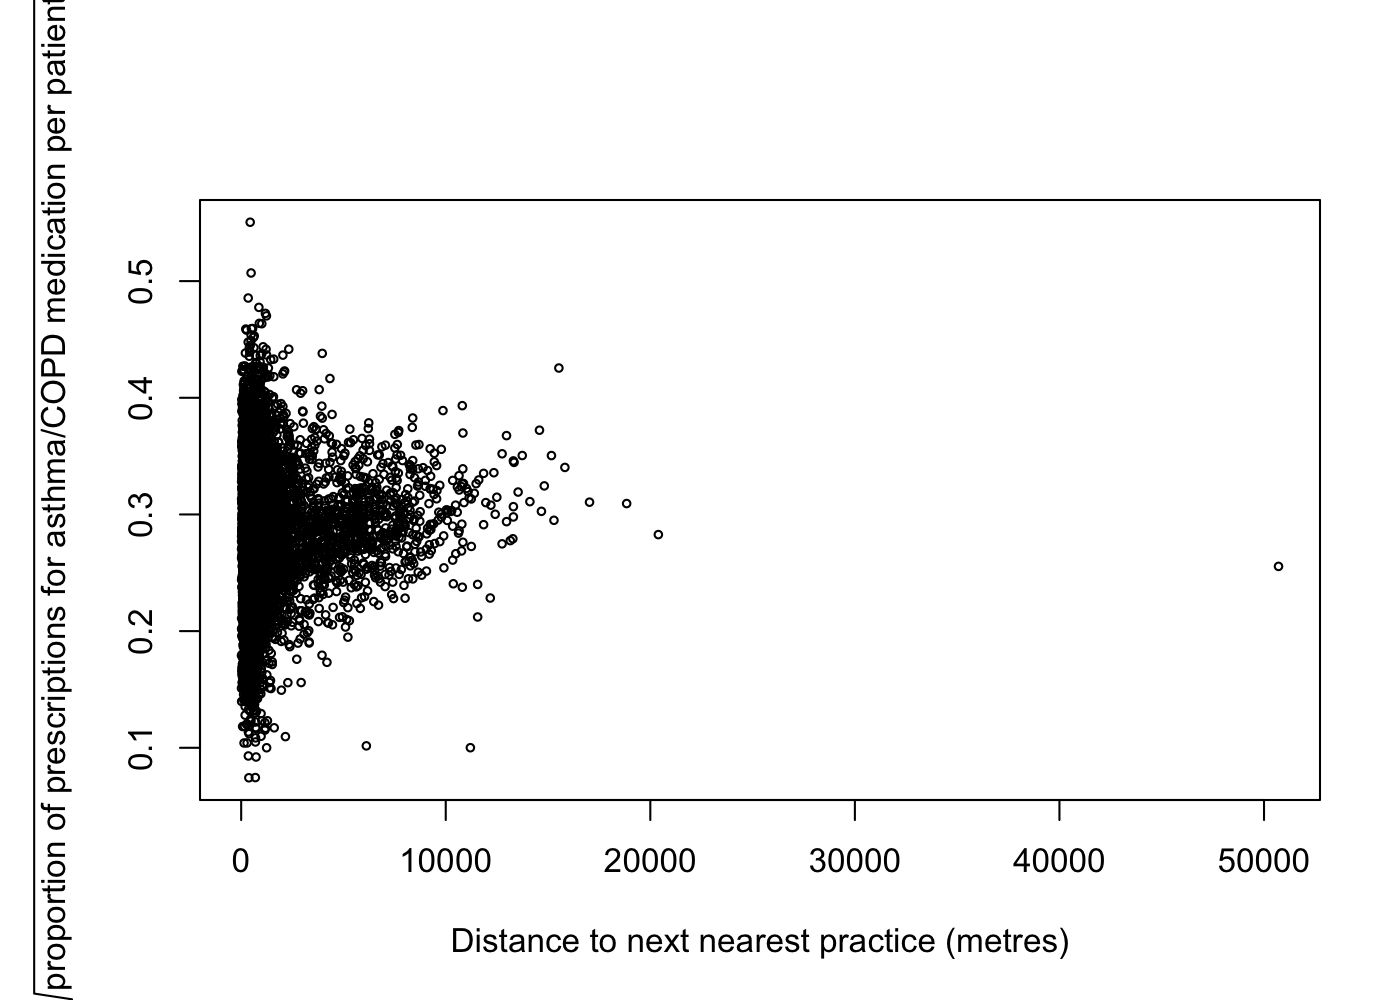 √proportion of prescriptions for asthma/COPD medication per patient
0.5
0.4
0.3
0.2
0.1
0 10000 20000 30000 40000 50000
Distance to next nearest practice (metres)